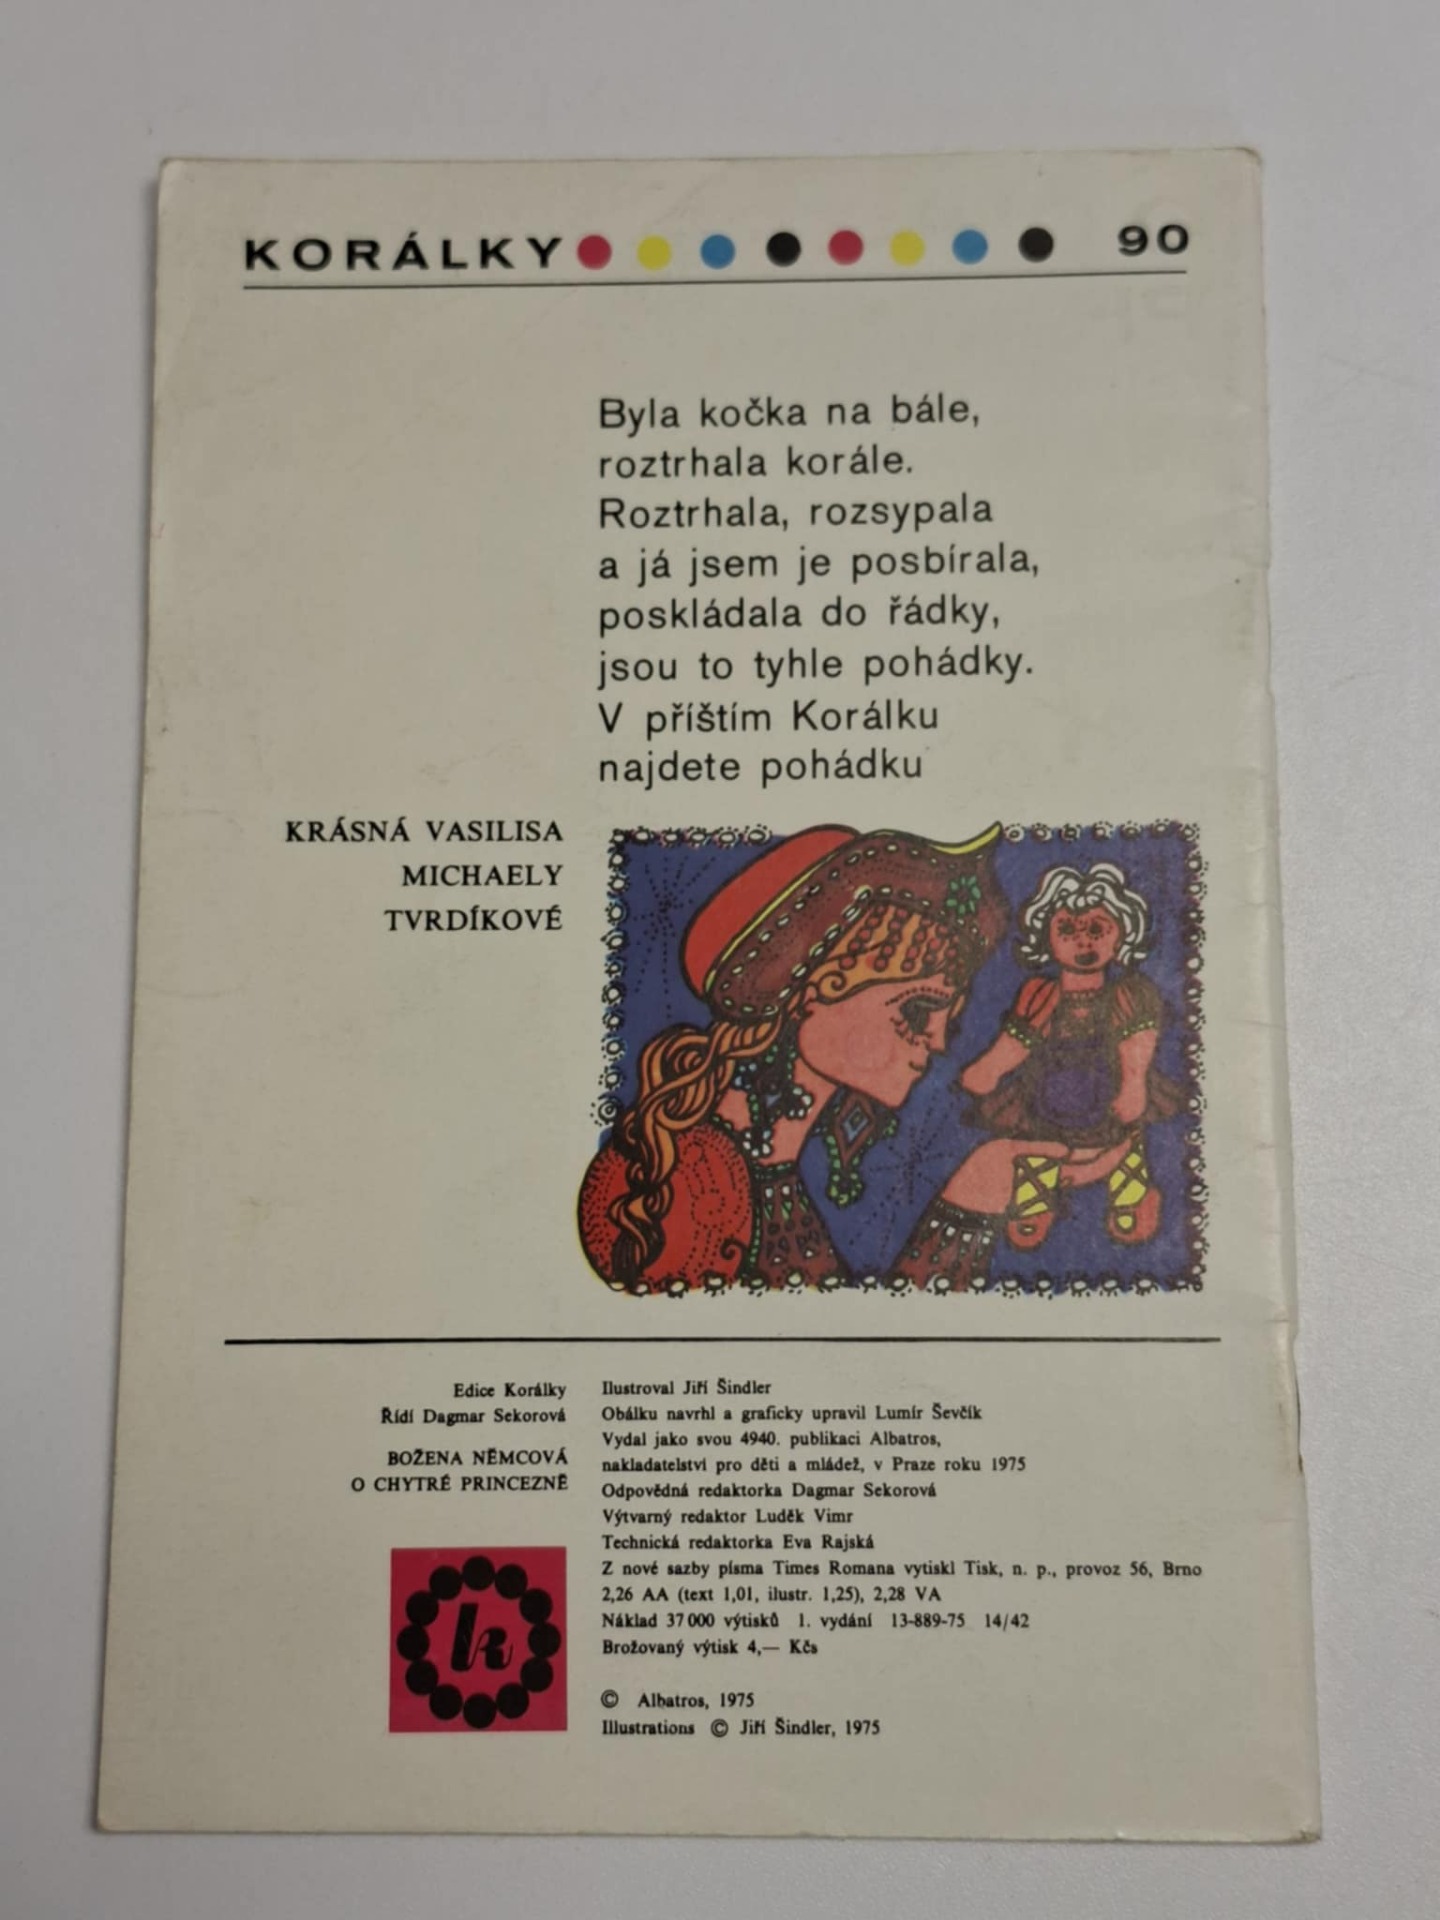 KORÁLKY 90
Byla kočka na bále,
roztrhala korále.
Roztrhala, rozsypala
a já jsem je posbírala,
poskládala do řádky,
jsou to tyhle pohádky.
V příštím Korálku
najdete pohádku
KRÁSNÁ VASILISA
MICHAELY
TVRDÍKOVÉ
Edice Korálky
Řídí Dagmar Sekorová
BOŽENA NĚMCOVÁ
O CHYTRÉ PRINCEZNĚ
k
Ilustroval Jiří Šindler
Obálku navrhl a graficky upravil Lumír Ševčík
Vydal jako svou 4940. publikaci Albatros,
nakladatelství pro děti a mládež, v Praze roku 1975
Odpovědná redaktorka Dagmar Sekorová
Výtvarný redaktor Luděk Vimr
Technická redaktorka Eva Rajská
Z nové sazby písma Times Romana vytiskl Tisk, n. p., provoz 56, Brno
2,26 AA (text 1,01, ilustr. 1,25), 2,28 VA
Náklad 37 000 výtisků 1. vydání 13-889-75 14/42
Brožovaný výtisk 4,— Kčs
© Albatros, 1975
Illustrations © Jiří Šindler, 1975